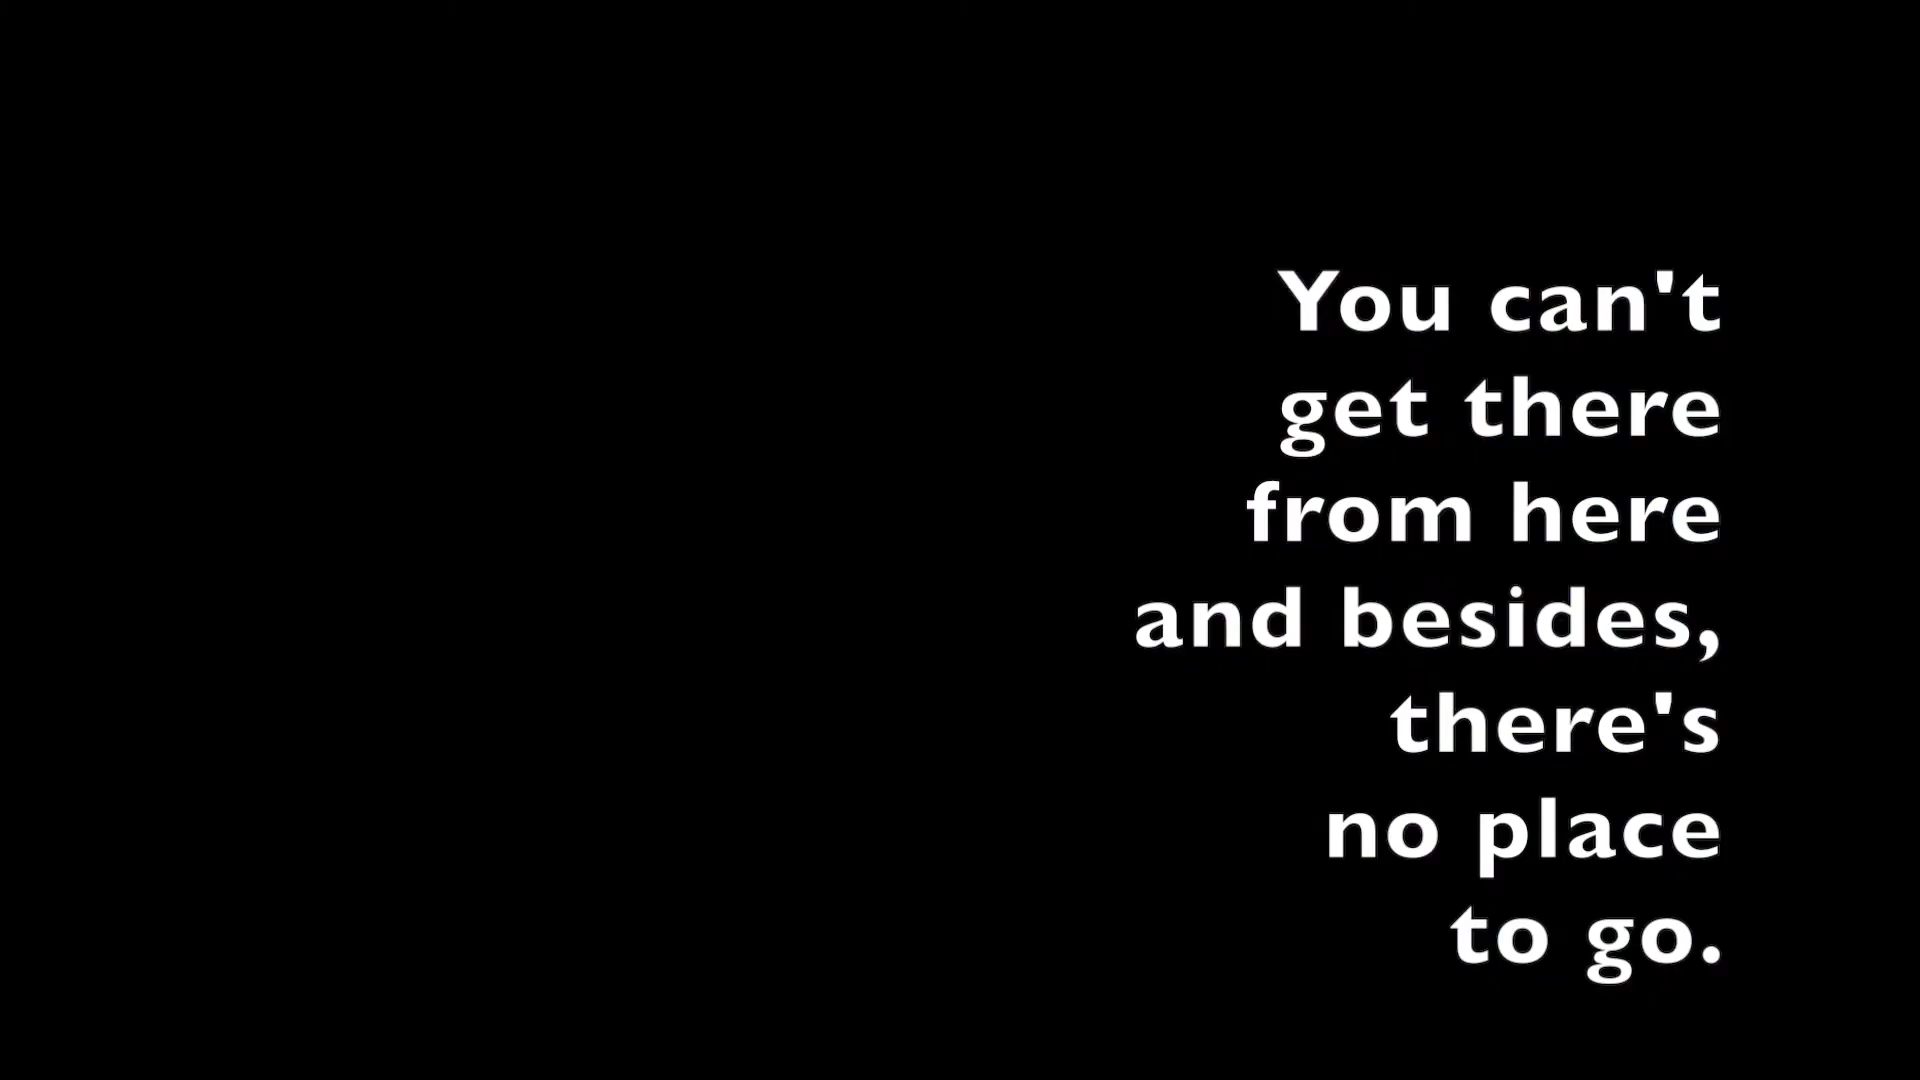 You can't
get there
from here
and besides,
there's
no place
to go.